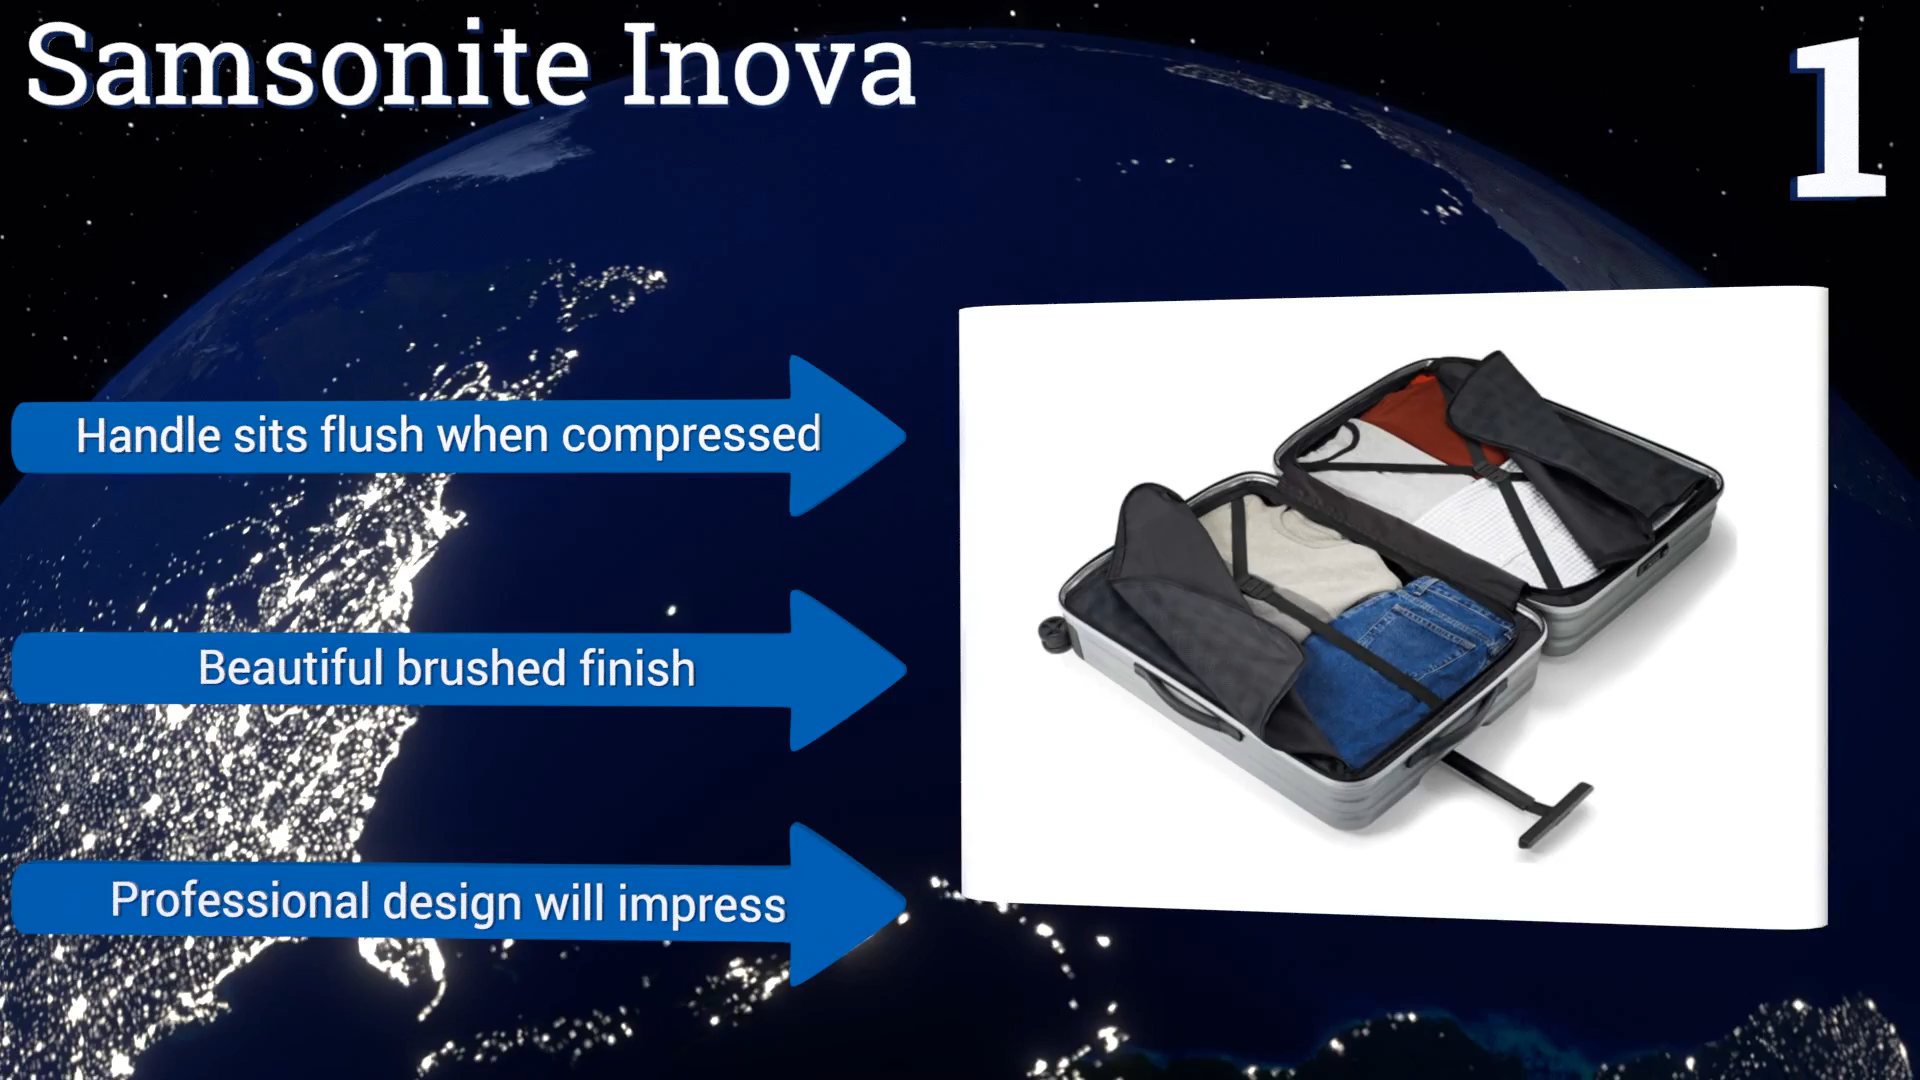 Samsonite Inova
1
Handle sits flush when compressed
Beautiful brushed finish
Professional design will impress